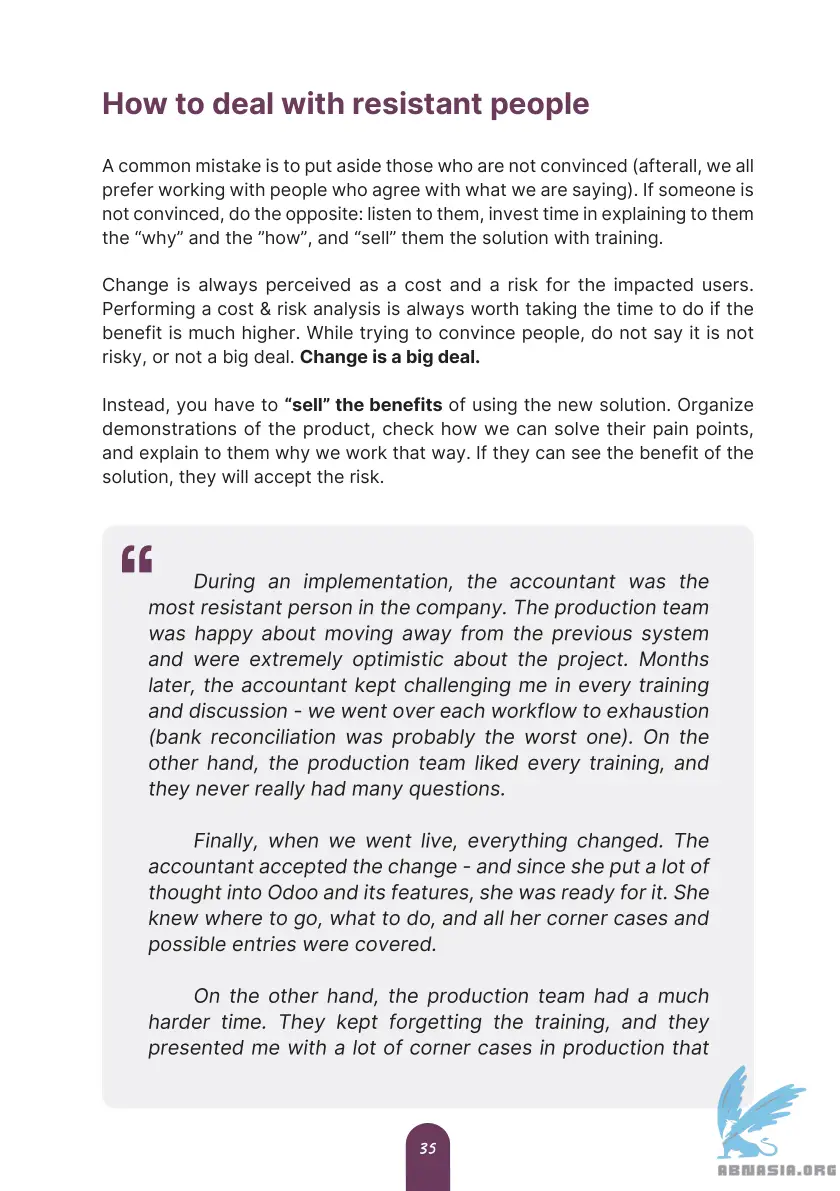 How to deal with resistant people
A common mistake is to put aside those who are not convinced (afterall, we all
prefer working with people who agree with what we are saying). If someone is
not convinced, do the opposite: listen to them, invest time in explaining to them
the “why” and the ”how”, and “sell” them the solution with training.
Change is always perceived as a cost and a risk for the impacted users.
Performing a cost & risk analysis is always worth taking the time to do if the
benefit is much higher. While trying to convince people, do not say it is not
risky, or not a big deal. Change is a big deal.
Instead, you have to “sell” the benefits of using the new solution. Organize
demonstrations of the product, check how we can solve their pain points,
and explain to them why we work that way. If they can see the benefit of the
solution, they will accept the risk.
“
During an implementation, the accountant was the
most resistant person in the company. The production team
was happy about moving away from the previous system
and were extremely optimistic about the project. Months
later, the accountant kept challenging me in every training
and discussion - we went over each workflow to exhaustion
(bank reconciliation was probably the worst one). On the
other hand, the production team liked every training, and
they never really had many questions.
Finally, when we went live, everything changed. The
accountant accepted the change - and since she put a lot of
thought into Odoo and its features, she was ready for it. She
knew where to go, what to do, and all her corner cases and
possible entries were covered.
On the other hand, the production team had a much
harder time. They kept forgetting the training, and they
presented me with a lot of corner cases in production that
35
ABNASIA.ORG